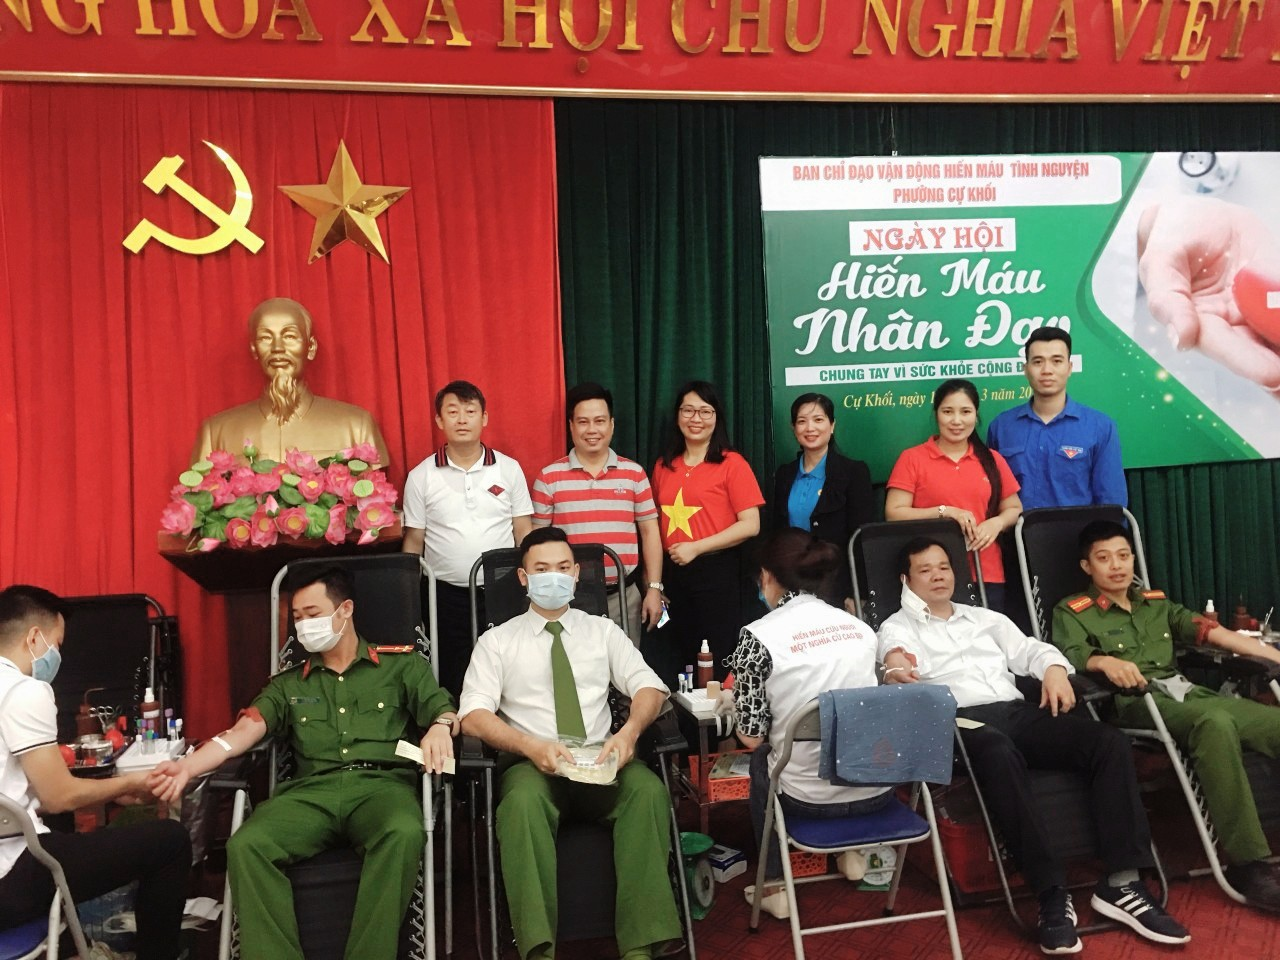 HÒA XÃ HỘI CHỦ NGHĨA VIỆT
BAN CHỈ ĐẠO VẬN ĐỘNG HIẾN MÁU TÌNH NGUYỆN
PHƯỜNG CỰ KHỐI
NGÀY HỘI
Hiến Máu
Nhân Đạo
CHUNG TAY VÌ SỨC KHỎE CỘNG
Cự Khối, ngày
3 năm 20
HIẾN MÁU CỨU NGƯỜI
MỘT NGHĨA CỬ CAO ĐẸP